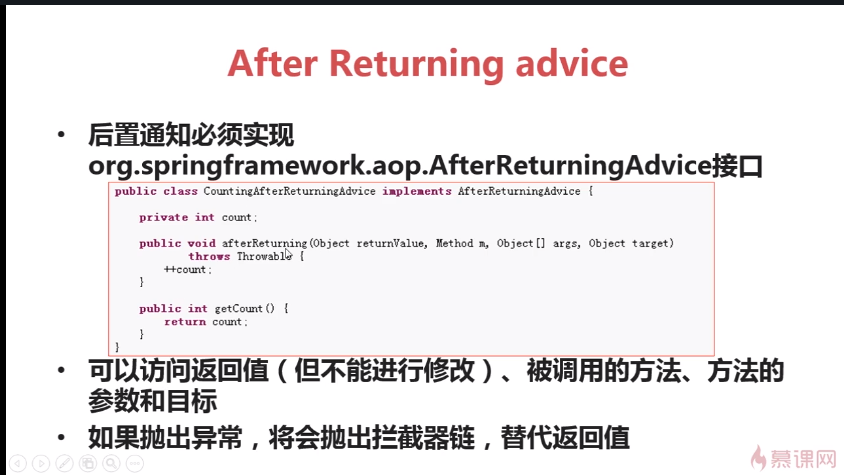 After Returning advice
• 后置通知必须实现
org.springframework.aop.AfterReturningAdvice接口
public class CountingAfterReturningAdvice implements AfterReturningAdvice {
private int count;
public void afterReturning(Object returnValue, Method m, Object[] args, Object target)
throws Throwable {
++count;
}
public int getCount() {
return count;
}
}
• 可以访问返回值（但不能进行修改）、被调用的方法、方法的
参数和目标
• 如果抛出异常，将会抛出拦截器链，替代返回值
慕课网